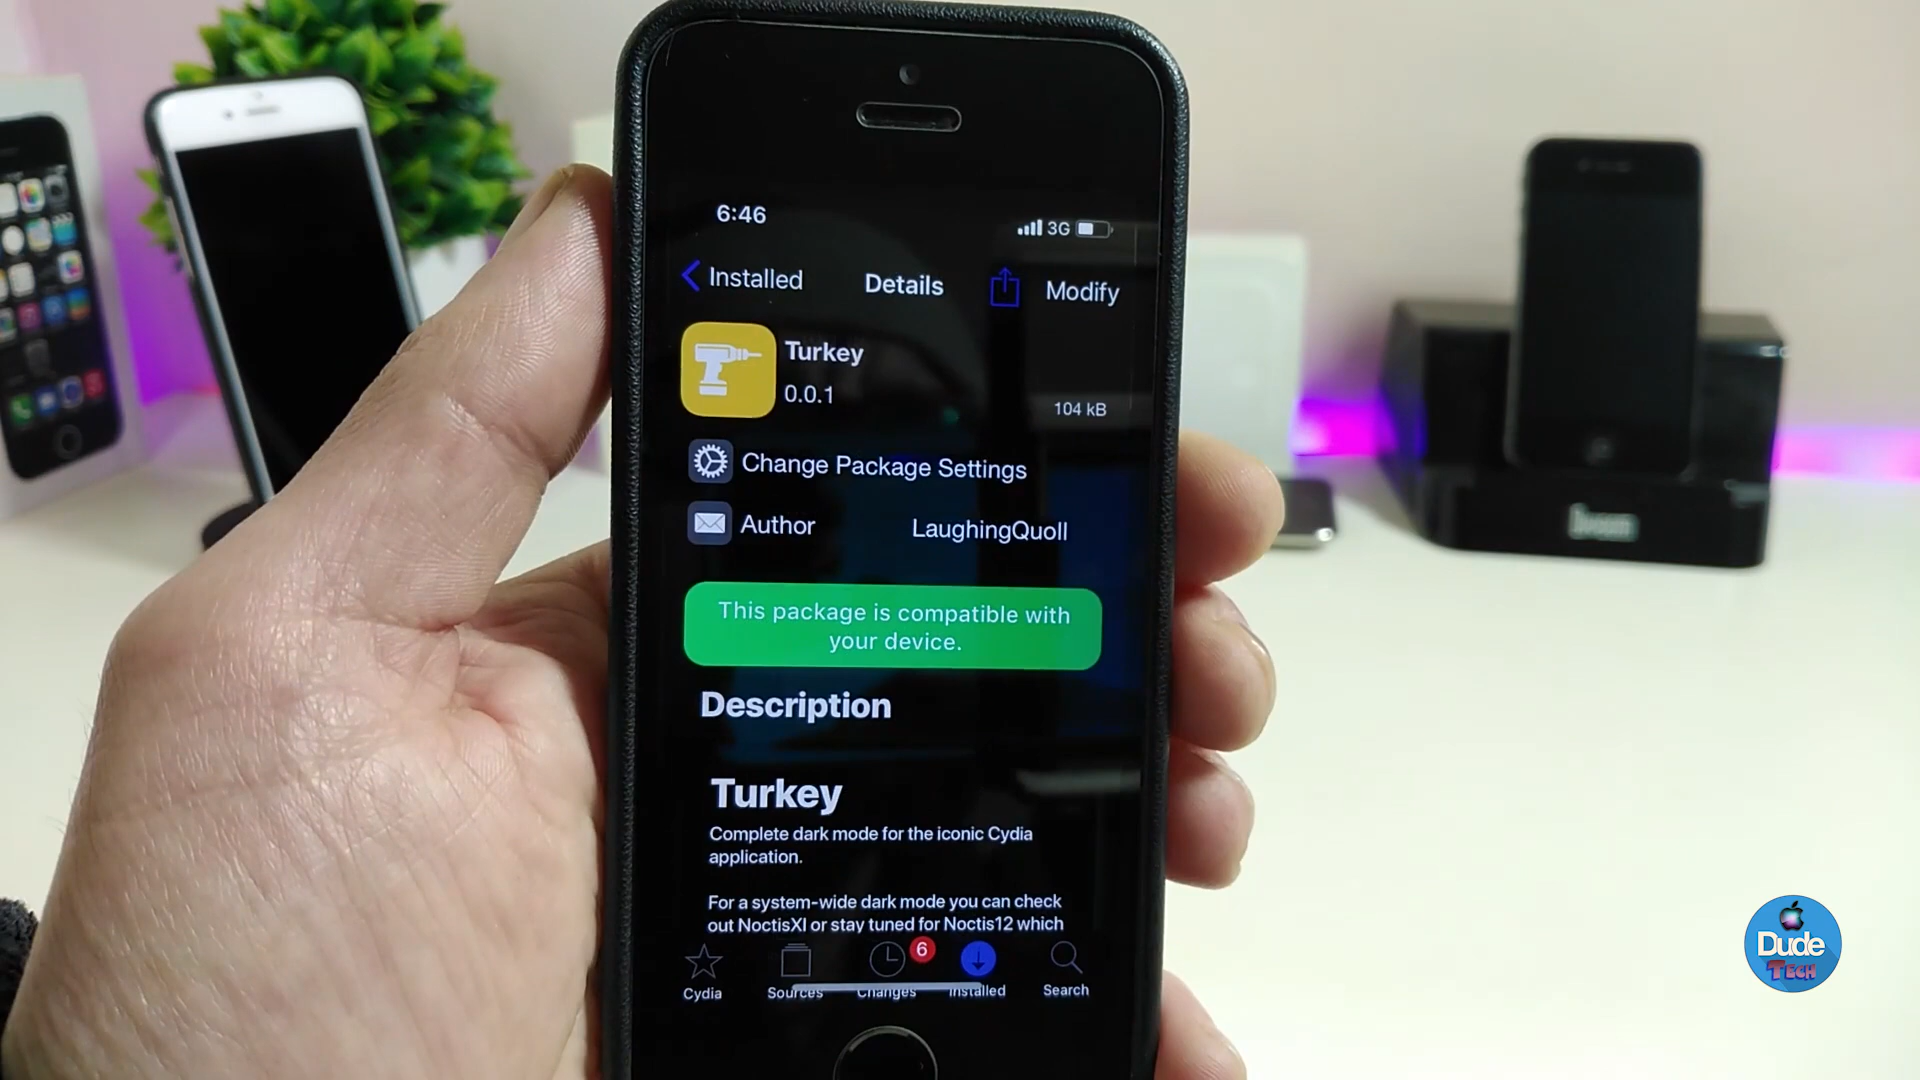 6:46
3G
Installed
Details
Modify
Turkey
0.0.1
104 kB
Change Package Settings
Author
LaughingQuoll
This package is compatible with
your device.
Description
Turkey
Complete dark mode for the iconic Cydia
application.
For a system-wide dark mode you can check
out NoctisXI or stay tuned for Noctis12 which
6
Cydia
Sources
Changes
Installed
Search
Dude
TECH